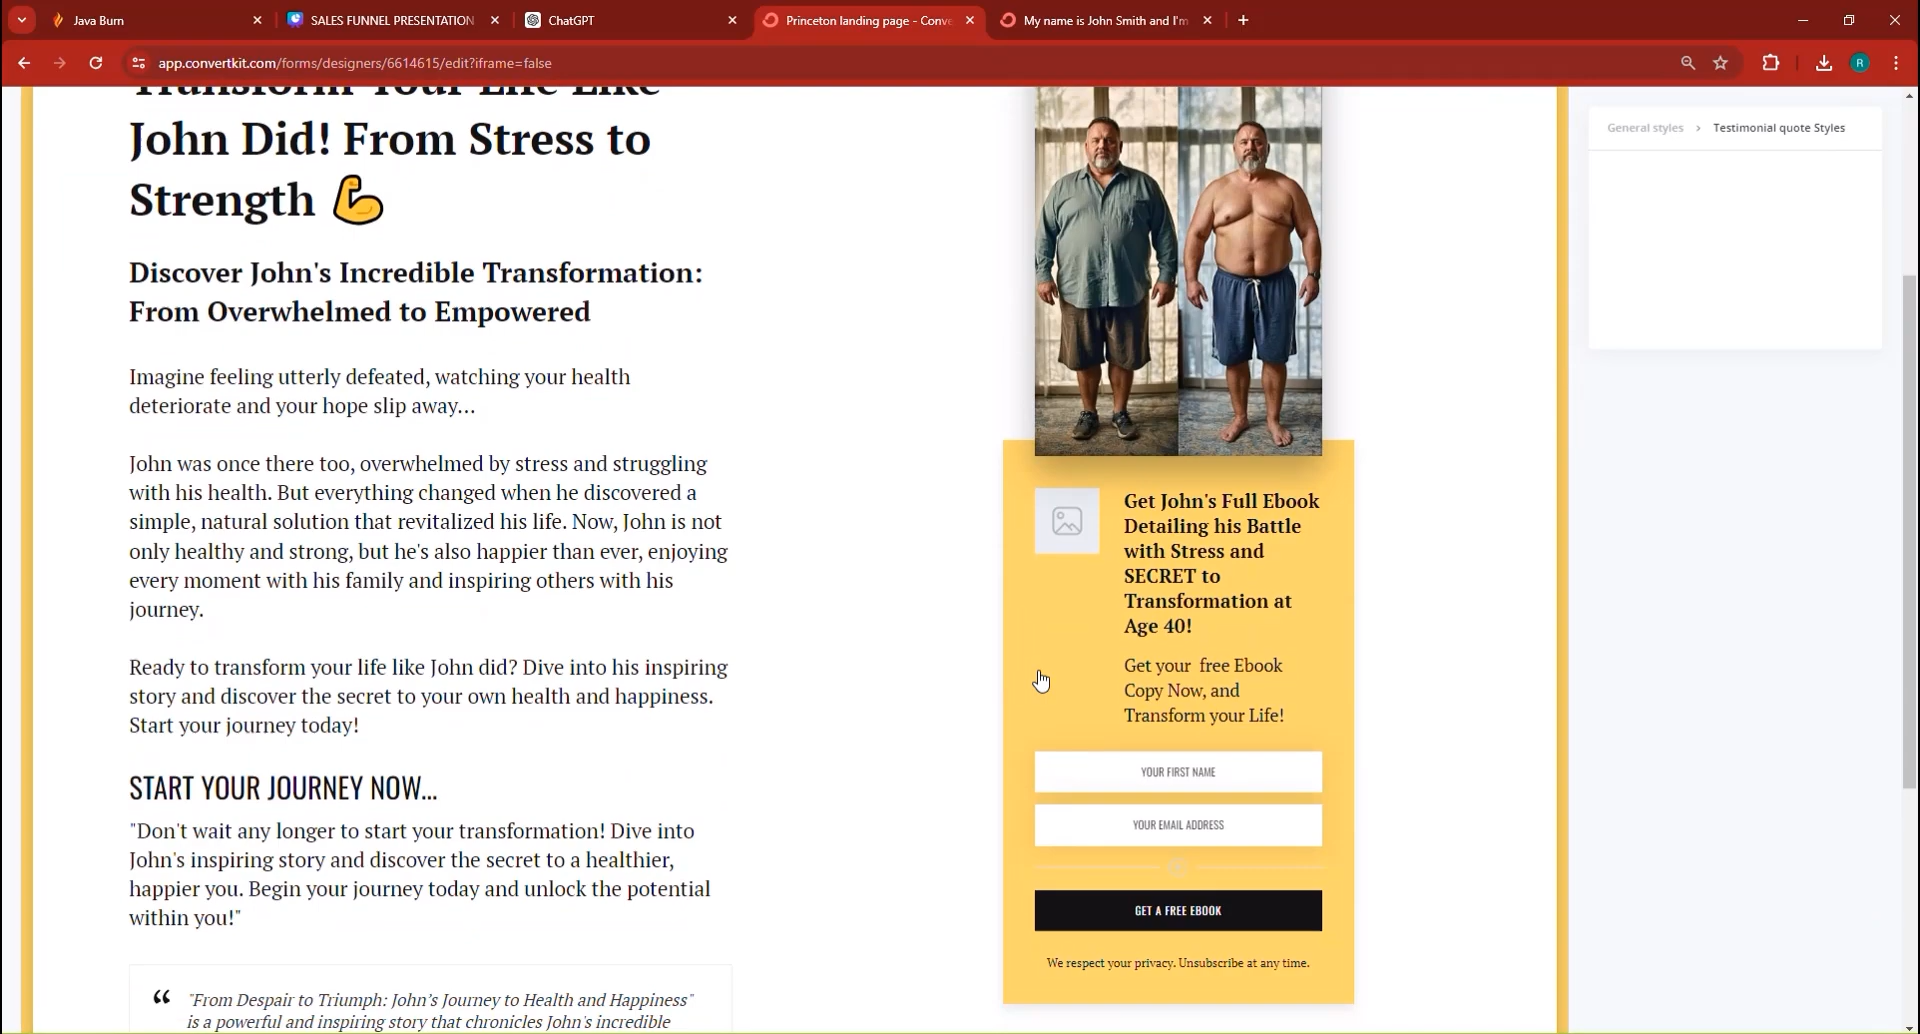 Java Burn
SALES FUNNEL PRESENTATION
ChatGPT
Princeton landing page - Conve
My name is John Smith and I'm
app.convertkit.com/forms/designers/6614615/edit?iframe=false
R
Transform Your Life Like
John Did! From Stress to
Strength 💪
Discover John's Incredible Transformation:
From Overwhelmed to Empowered
Imagine feeling utterly defeated, watching your health
deteriorate and your hope slip away...
John was once there too, overwhelmed by stress and struggling
with his health. But everything changed when he discovered a
simple, natural solution that revitalized his life. Now, John is not
only healthy and strong, but he's also happier than ever, enjoying
every moment with his family and inspiring others with his
journey.
Ready to transform your life like John did? Dive into his inspiring
story and discover the secret to your own health and happiness.
Start your journey today!
START YOUR JOURNEY NOW...
"Don't wait any longer to start your transformation! Dive into
John's inspiring story and discover the secret to a healthier,
happier you. Begin your journey today and unlock the potential
within you!"
“ "From Despair to Triumph: John’s Journey to Health and Happiness"
is a powerful and inspiring story that chronicles John's incredible
Get John's Full Ebook
Detailing his Battle
with Stress and
SECRET to
Transformation at
Age 40!
Get your free Ebook
Copy Now, and
Transform your Life!
YOUR FIRST NAME
YOUR EMAIL ADDRESS
GET A FREE EBOOK
We respect your privacy. Unsubscribe at any time.
General styles > Testimonial quote Styles